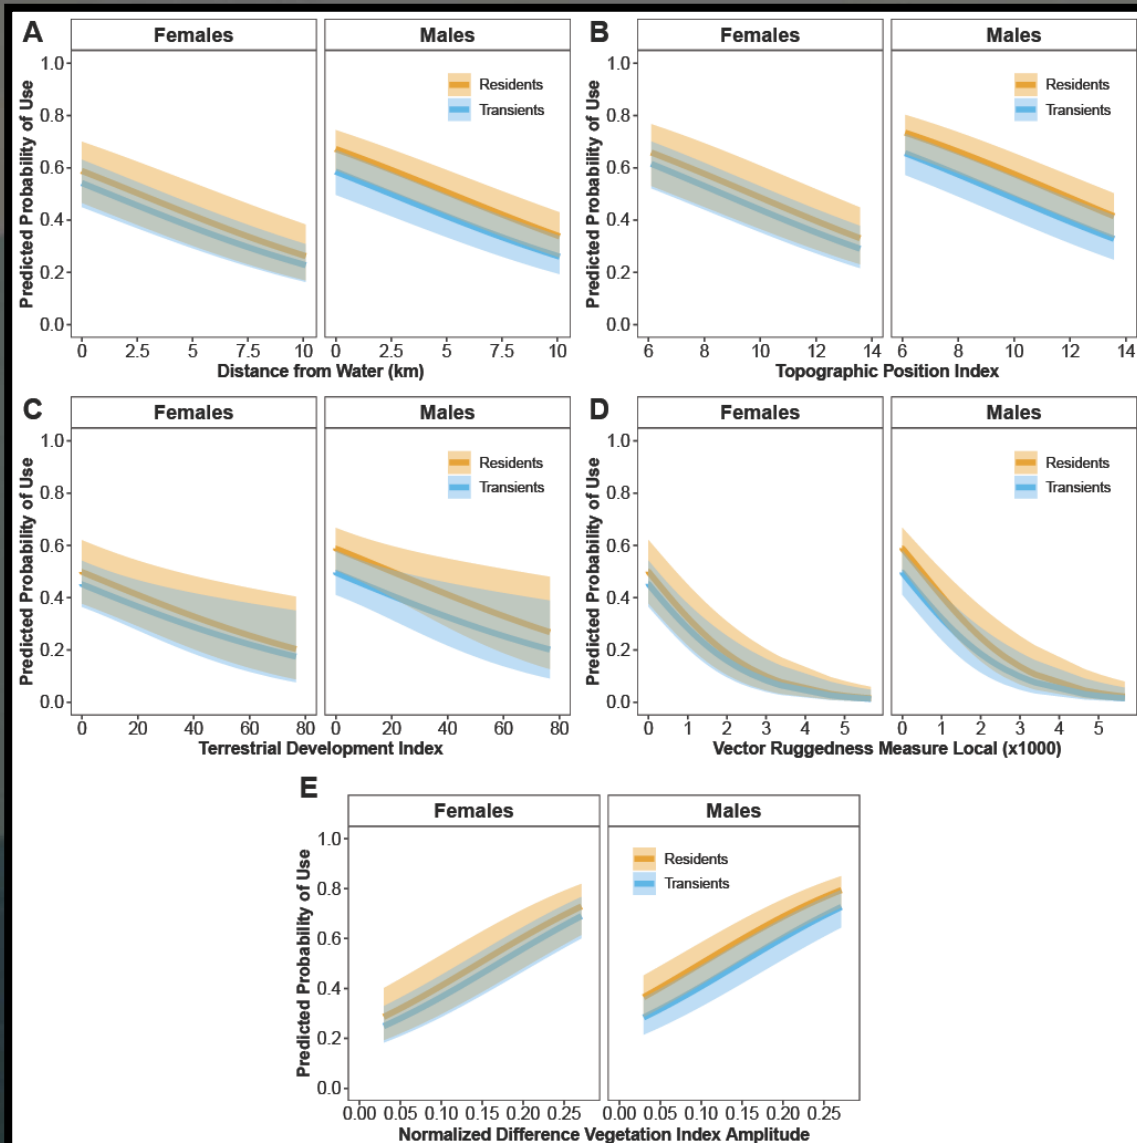 A
Females
Males
Predicted Probability of Use
1.0
0.8
0.6
0.4
0.2
0.0
Residents
Transients
0 2.5 5 7.5 10
0 2.5 5 7.5 10
Distance from Water (km)
B
Females
Males
Predicted Probability of Use
1.0
0.8
0.6
0.4
0.2
0.0
Residents
Transients
6 8 10 12 14
6 8 10 12 14
Topographic Position Index
C
Females
Males
Predicted Probability of Use
1.0
0.8
0.6
0.4
0.2
0.0
Residents
Transients
0 20 40 60 80
0 20 40 60 80
Terrestrial Development Index
D
Females
Males
Predicted Probability of Use
1.0
0.8
0.6
0.4
0.2
0.0
Residents
Transients
0 1 2 3 4 5
0 1 2 3 4 5
Vector Ruggedness Measure Local (x1000)
E
Females
Males
Predicted Probability of Use
1.0
0.8
0.6
0.4
0.2
0.0
Residents
Transients
0.00 0.05 0.10 0.15 0.20 0.25
0.00 0.05 0.10 0.15 0.20 0.25
Normalized Difference Vegetation Index Amplitude